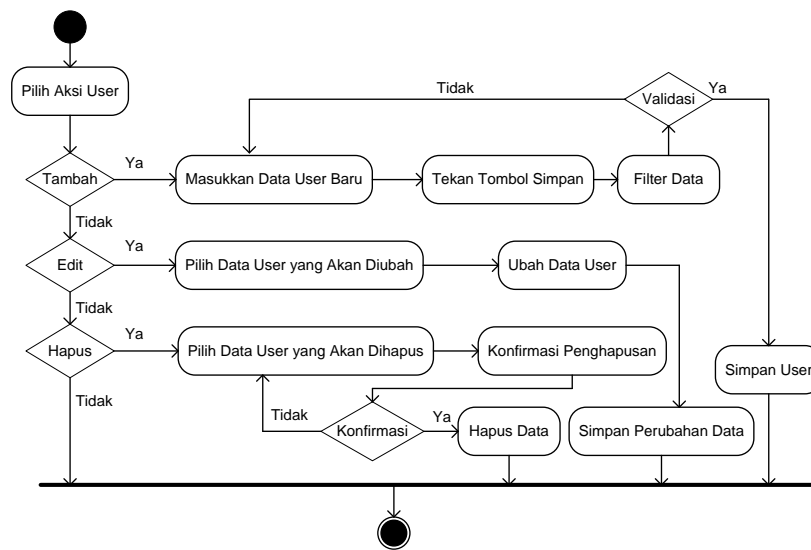 Pilih Aksi User
Tidak
Validasi
Ya
Tambah
Ya
Masukkan Data User Baru
Tekan Tombol Simpan
Filter Data
Tidak
Edit
Ya
Pilih Data User yang Akan Diubah
Ubah Data User
Tidak
Hapus
Ya
Pilih Data User yang Akan Dihapus
Konfirmasi Penghapusan
Simpan User
Tidak
Tidak
Konfirmasi
Ya
Hapus Data
Simpan Perubahan Data